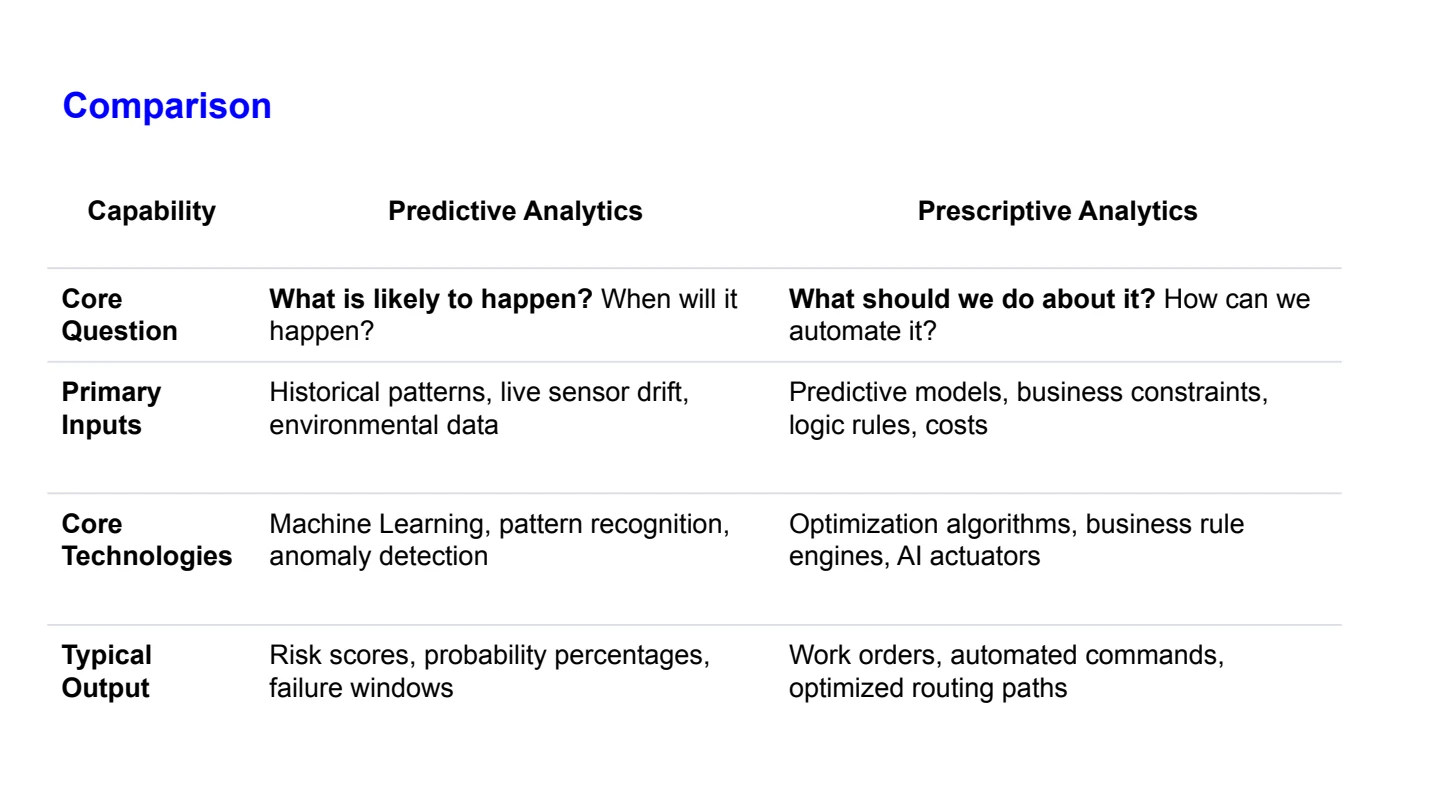 Comparison
Capability
Predictive Analytics
Prescriptive Analytics
Core
Question
What is likely to happen? When will it
happen?
What should we do about it? How can we
automate it?
Primary
Inputs
Historical patterns, live sensor drift,
environmental data
Predictive models, business constraints,
logic rules, costs
Core
Technologies
Machine Learning, pattern recognition,
anomaly detection
Optimization algorithms, business rule
engines, AI actuators
Typical
Output
Risk scores, probability percentages,
failure windows
Work orders, automated commands,
optimized routing paths